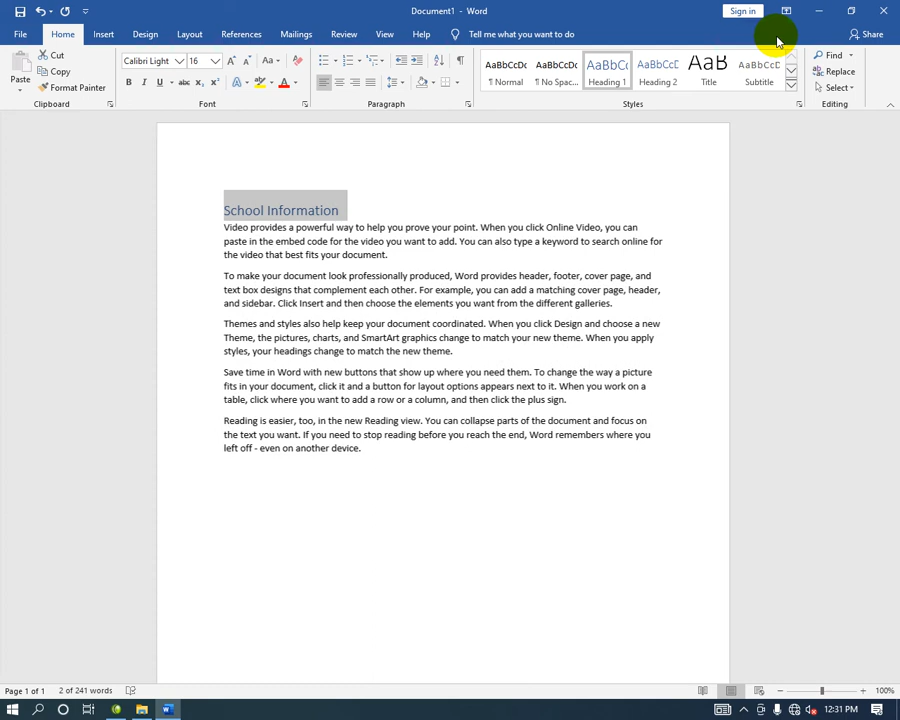 Document1 - Word
Sign in
File Home Insert Design Layout References Mailings Review View Help Tell me what you want to do Share
Paste
Cut
Copy
Format Painter
Clipboard
Calibri Light 16
Font
Paragraph
AaBbCcDc AaBbCcDc AaBbCc AaBbCcD AaB AaBbCcD
¶ Normal ¶ No Spac... Heading 1 Heading 2 Title Subtitle
Styles
Find
Replace
Select
Editing
School Information
Video provides a powerful way to help you prove your point. When you click Online Video, you can
paste in the embed code for the video you want to add. You can also type a keyword to search online for
the video that best fits your document.
To make your document look professionally produced, Word provides header, footer, cover page, and
text box designs that complement each other. For example, you can add a matching cover page, header,
and sidebar. Click Insert and then choose the elements you want from the different galleries.
Themes and styles also help keep your document coordinated. When you click Design and choose a new
Theme, the pictures, charts, and SmartArt graphics change to match your new theme. When you apply
styles, your headings change to match the new theme.
Save time in Word with new buttons that show up where you need them. To change the way a picture
fits in your document, click it and a button for layout options appears next to it. When you work on a
table, click where you want to add a row or a column, and then click the plus sign.
Reading is easier, too, in the new Reading view. You can collapse parts of the document and focus on
the text you want. If you need to stop reading before you reach the end, Word remembers where you
left off - even on another device.
Page 1 of 1 2 of 241 words
100%
12:31 PM